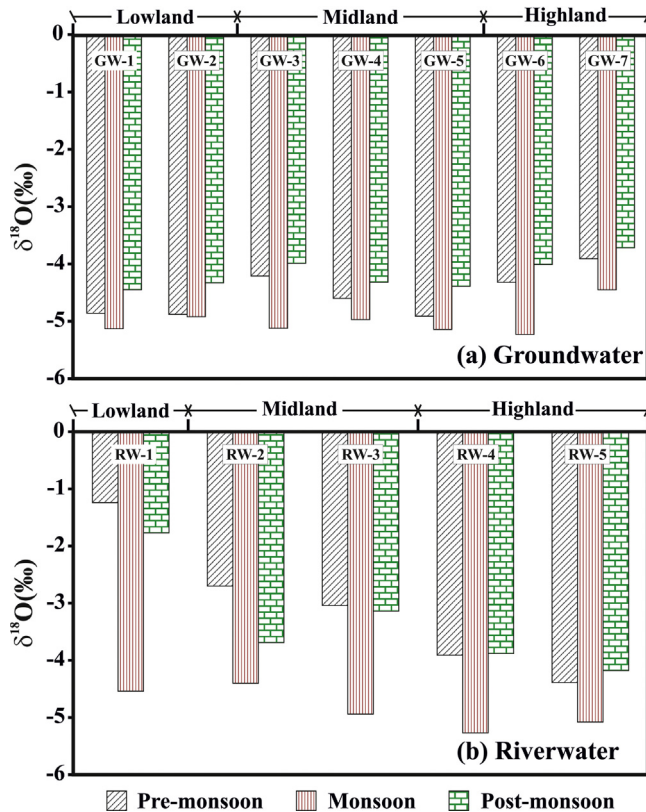 Lowland Midland Highland
0
GW-1 GW-2 GW-3 GW-4 GW-5 GW-6 GW-7
-1
-2
-3
-4
-5
-6
δ¹⁸O(‰)
(a) Groundwater
Lowland Midland Highland
0
RW-1 RW-2 RW-3 RW-4 RW-5
-1
-2
-3
-4
-5
-6
δ¹⁸O(‰)
(b) Riverwater
Pre-monsoon Monsoon Post-monsoon